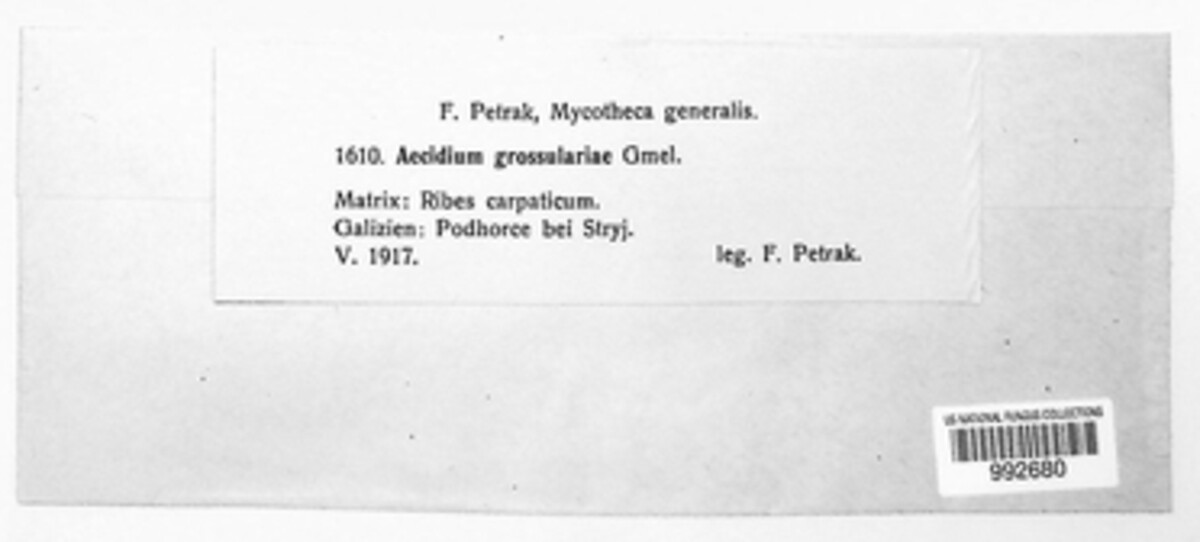 F. Petrak, Mycotheca generalis.
1610. Aecidium grossulariae Gmel.
Matrix: Ribes carpaticum.
Galizien: Podhorce bei Stryj.
V. 1917. leg. F. Petrak.
US NATIONAL FUNGUS COLLECTIONS
992680